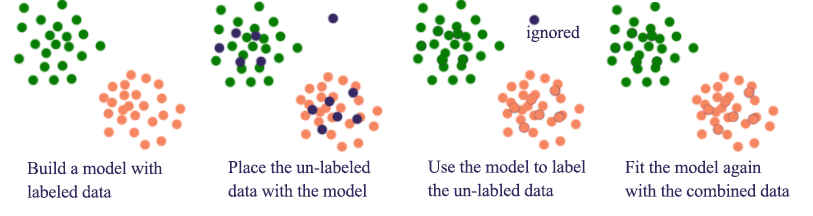 ignored
Build a model with
labeled data
Place the un-labeled
data with the model
Use the model to label
the un-labled data
Fit the model again
with the combined data